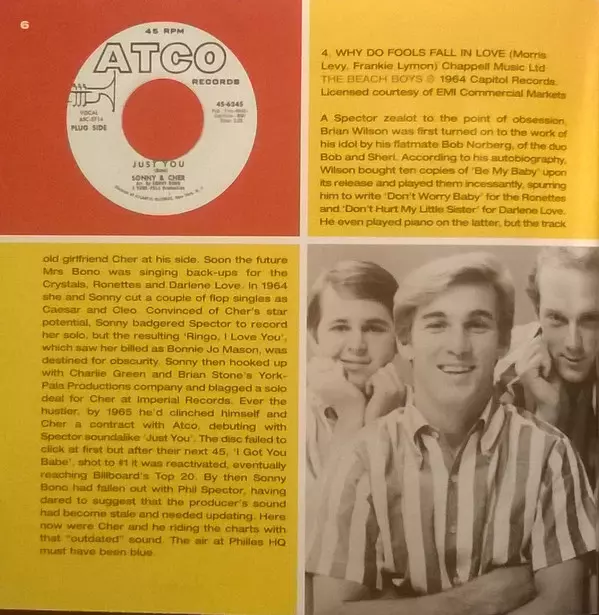 6
45 RPM
ATCO
RECORDS
45-6345
VOCAL
PLUG SIDE
JUST YOU
(Bono)
SONNY & CHER
4. WHY DO FOOLS FALL IN LOVE (Morris
Levy, Frankie Lymon) Chappell Music Ltd
THE BEACH BOYS ℗ 1964 Capitol Records.
Licensed courtesy of EMI Commercial Markets
A Spector zealot to the point of obsession,
Brian Wilson was first turned on to the work of
his idol by his flatmate Bob Norberg, of the duo
Bob and Sheri. According to his autobiography,
Wilson bought ten copies of 'Be My Baby' upon
its release and played them incessantly, spurring
him to write 'Don't Worry Baby' for the Ronettes
and 'Don't Hurt My Little Sister' for Darlene Love.
He even played piano on the latter, but the track
old girlfriend Cher at his side. Soon the future
Mrs Bono was singing back-ups for the
Crystals, Ronettes and Darlene Love. In 1964
she and Sonny cut a couple of flop singles as
Caesar and Cleo. Convinced of Cher's star
potential, Sonny badgered Spector to record
her solo, but the resulting 'Ringo, I Love You',
which saw her billed as Bonnie Jo Mason, was
destined for obscurity. Sonny then hooked up
with Charlie Green and Brian Stone's York-
Pala Productions company and blagged a solo
deal for Cher at Imperial Records. Ever the
hustler, by 1965 he'd clinched himself and
Cher a contract with Atco, debuting with
Spector soundalike 'Just You'. The disc failed to
click at first but after their next 45, 'I Got You
Babe', shot to #1 it was reactivated, eventually
reaching Billboard's Top 20. By then Sonny
Bono had fallen out with Phil Spector, having
dared to suggest that the producer's sound
had become stale and needed updating. Here
now were Cher and he riding the charts with
that "outdated" sound. The air at Philles HQ
must have been blue.